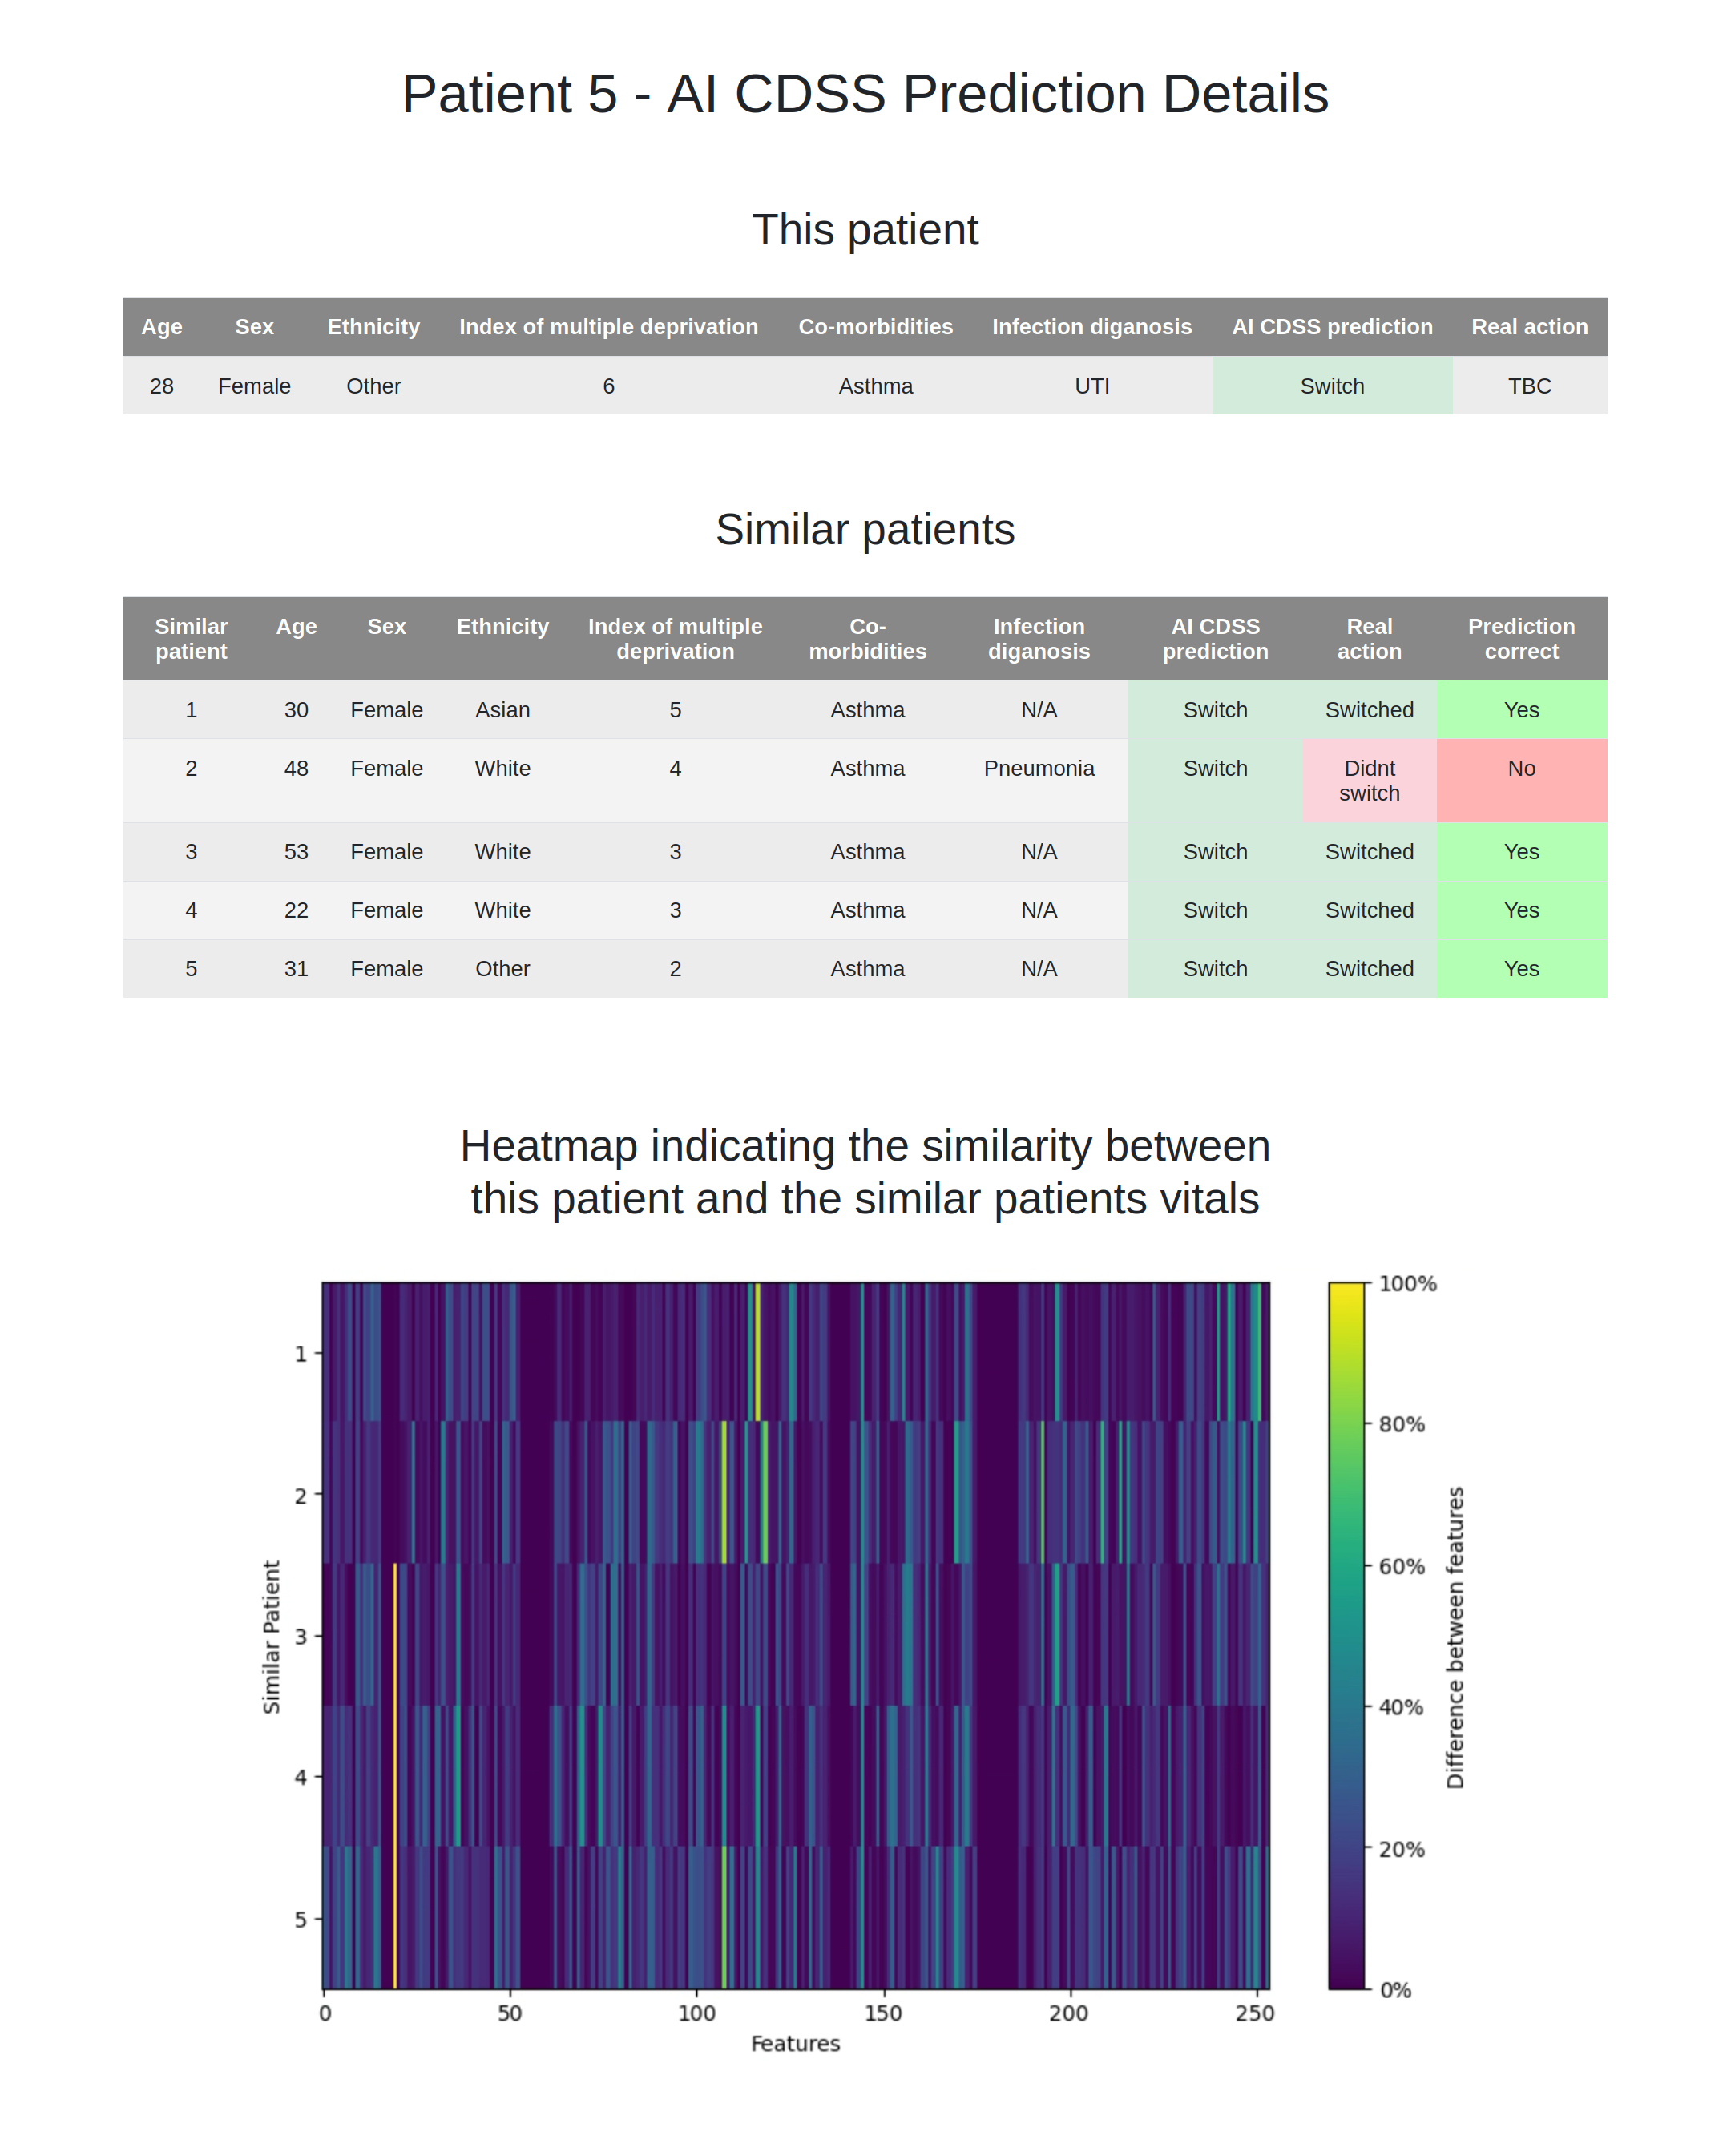 Patient 5 - AI CDSS Prediction Details
This patient
Age Sex Ethnicity Index of multiple deprivation Co-morbidities Infection diganosis AI CDSS prediction Real action
28 Female Other 6 Asthma UTI Switch TBC
Similar patients
Similar patient Age Sex Ethnicity Index of multiple deprivation Co-morbidities Infection diganosis AI CDSS prediction Real action Prediction correct
1 30 Female Asian 5 Asthma N/A Switch Switched Yes
2 48 Female White 4 Asthma Pneumonia Switch Didnt switch No
3 53 Female White 3 Asthma N/A Switch Switched Yes
4 22 Female White 3 Asthma N/A Switch Switched Yes
5 31 Female Other 2 Asthma N/A Switch Switched Yes
Heatmap indicating the similarity between
this patient and the similar patients vitals
Similar Patient
1
2
3
4
5
0 50 100 150 200 250
Features
100%
80%
60%
40%
20%
0%
Difference between features